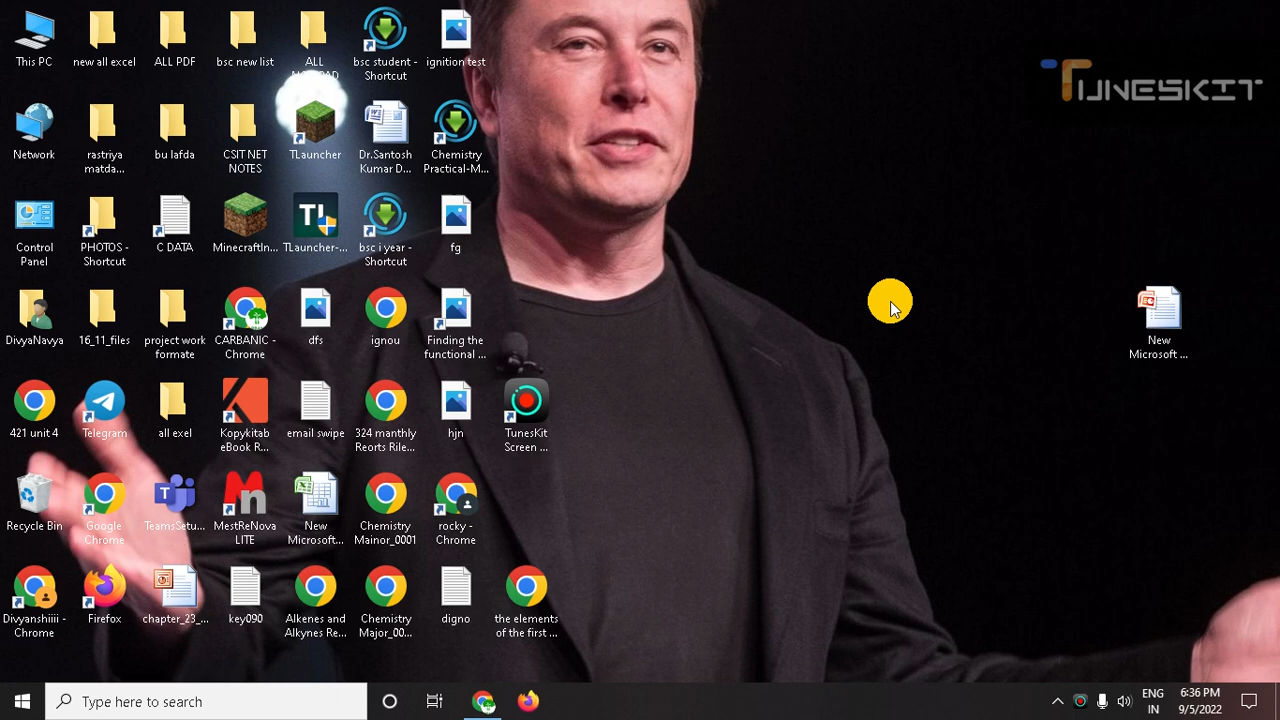 TUNESKIT
This PC
new all excel
ALL PDF
bsc new list
ALL
bsc student -
Shortcut
ignition test
Network
rastriya
matda...
bu lafda
CSIT NET
NOTES
TLauncher
Dr.Santosh
Kumar D...
Chemistry
Practical-M...
Control
Panel
PHOTOS -
Shortcut
C DATA
MinecraftIn...
TL
TLauncher-...
bsc i year -
Shortcut
fg
DivyaNavya
16_11_files
project work
formate
CARBANIC -
Chrome
dfs
ignou
Finding the
functional ...
New
Microsoft ...
421 unit 4
Telegram
all exel
Kopykitab
eBook R...
email swipe
324 manthly
Reorts Rile...
hjn
TunesKit
Screen ...
Recycle Bin
Google
Chrome
TeamsSetu...
MestReNova
LITE
New
Microsoft...
Chemistry
Mainor_0001
rocky -
Chrome
Divyanshiiii -
Chrome
Firefox
chapter_23_...
key090
Alkenes and
Alkynes Re...
Chemistry
Major_00...
digno
the elements
of the first ...
Type here to search
ENG
IN
6:36 PM
9/5/2022